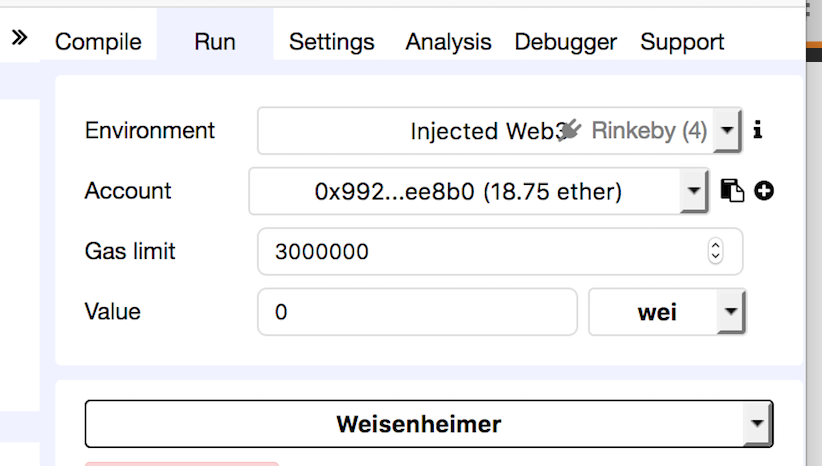 Compile Run Settings Analysis Debugger Support
Environment Injected Web3 Rinkeby (4)
Account 0x992...ee8b0 (18.75 ether)
Gas limit 3000000
Value 0 wei
Weisenheimer